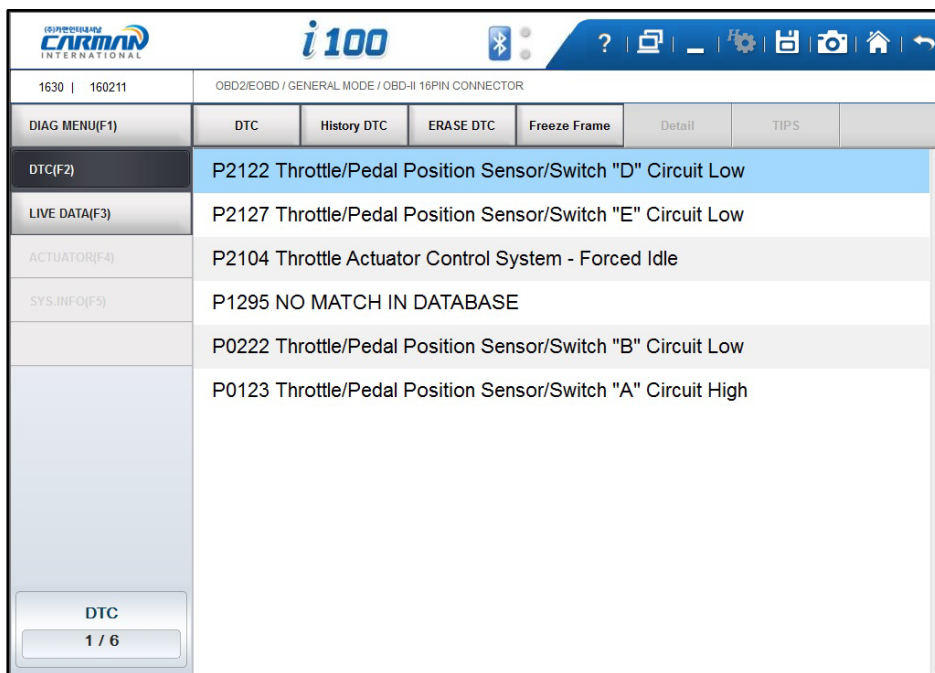 (주)카맨인터내셔날
CARMAN
INTERNATIONAL
i 100
?
H
1630 | 160211
OBD2/EOBD / GENERAL MODE / OBD-II 16PIN CONNECTOR
DIAG MENU(F1)
DTC
History DTC
ERASE DTC
Freeze Frame
Detail
TIPS
DTC(F2)
P2122 Throttle/Pedal Position Sensor/Switch "D" Circuit Low
LIVE DATA(F3)
P2127 Throttle/Pedal Position Sensor/Switch "E" Circuit Low
ACTUATOR(F4)
P2104 Throttle Actuator Control System - Forced Idle
SYS.INFO(F5)
P1295 NO MATCH IN DATABASE
P0222 Throttle/Pedal Position Sensor/Switch "B" Circuit Low
P0123 Throttle/Pedal Position Sensor/Switch "A" Circuit High
DTC
1 / 6